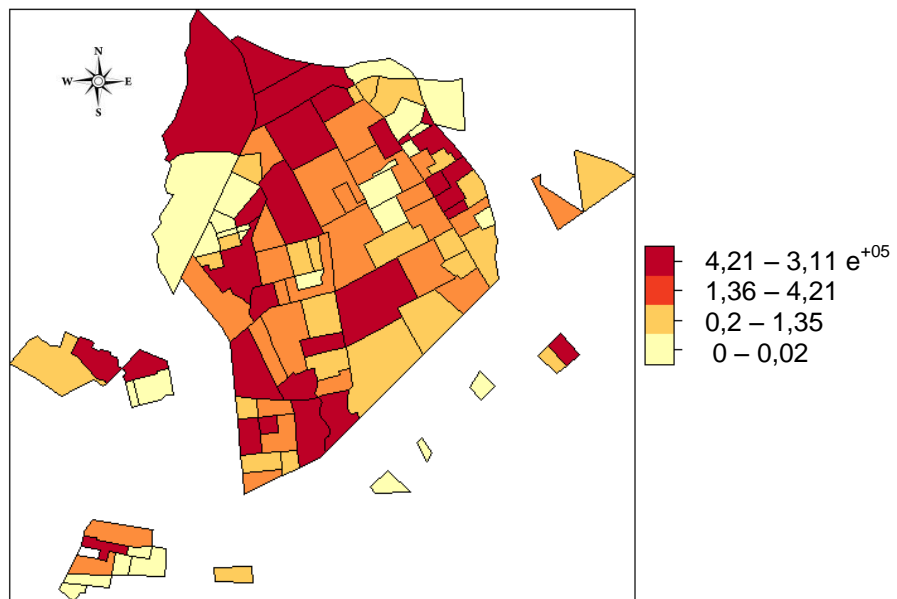 N
W E
S
4,21 – 3,11 e+05
1,36 – 4,21
0,2 – 1,35
0 – 0,02